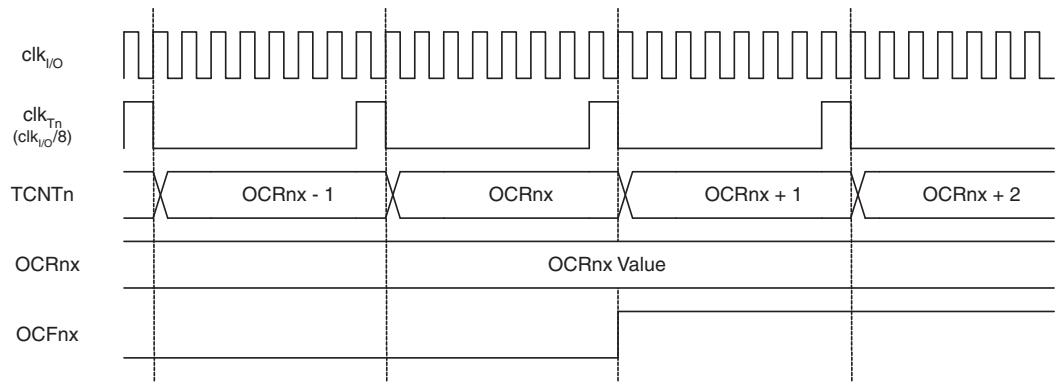 clkI/O
clkTn
(clkI/O/8)
TCNTn OCRnx - 1 OCRnx OCRnx + 1 OCRnx + 2
OCRnx OCRnx Value
OCFnx